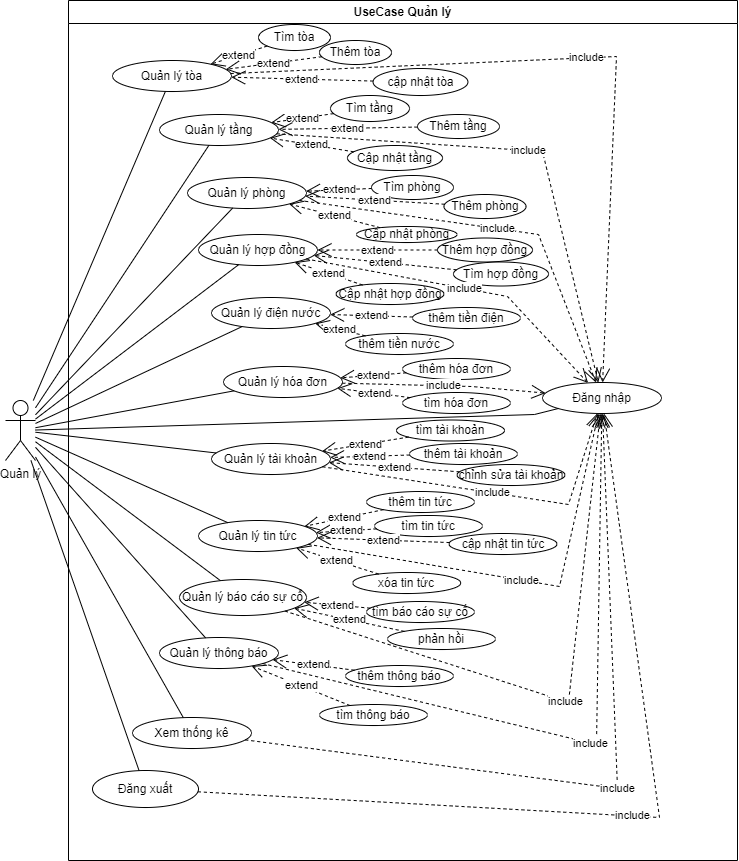 UseCase Quản lý
Tìm tòa
extend
Thêm tòa
extend
include
Quản lý tòa
extend
cập nhật tòa
Tìm tầng
extend
Thêm tầng
extend
Quản lý tầng
extend
include
Cập nhật tầng
Tìm phòng
extend
Quản lý phòng
extend
Thêm phòng
extend
include
Cập nhật phòng
Quản lý hợp đồng
extend
Thêm hợp đồng
extend
Tìm hợp đồng
extend
include
Cập nhật hợp đồng
Quản lý điện nước
extend
thêm tiền điện
extend
thêm tiền nước
thêm hóa đơn
extend
Quản lý hóa đơn
include
extend
tìm hóa đơn
Đăng nhập
Quản lý
tìm tài khoản
extend
thêm tài khoản
Quản lý tài khoản
extend
extend
chỉnh sửa tài khoản
include
thêm tin tức
extend
tìm tin tức
extend
Quản lý tin tức
extend
cập nhật tin tức
extend
xóa tin tức
include
Quản lý báo cáo sự cố
extend
tìm báo cáo sự cố
extend
phản hồi
Quản lý thông báo
extend
thêm thông báo
extend
tìm thông báo
include
Xem thống kê
include
Đăng xuất
include
include